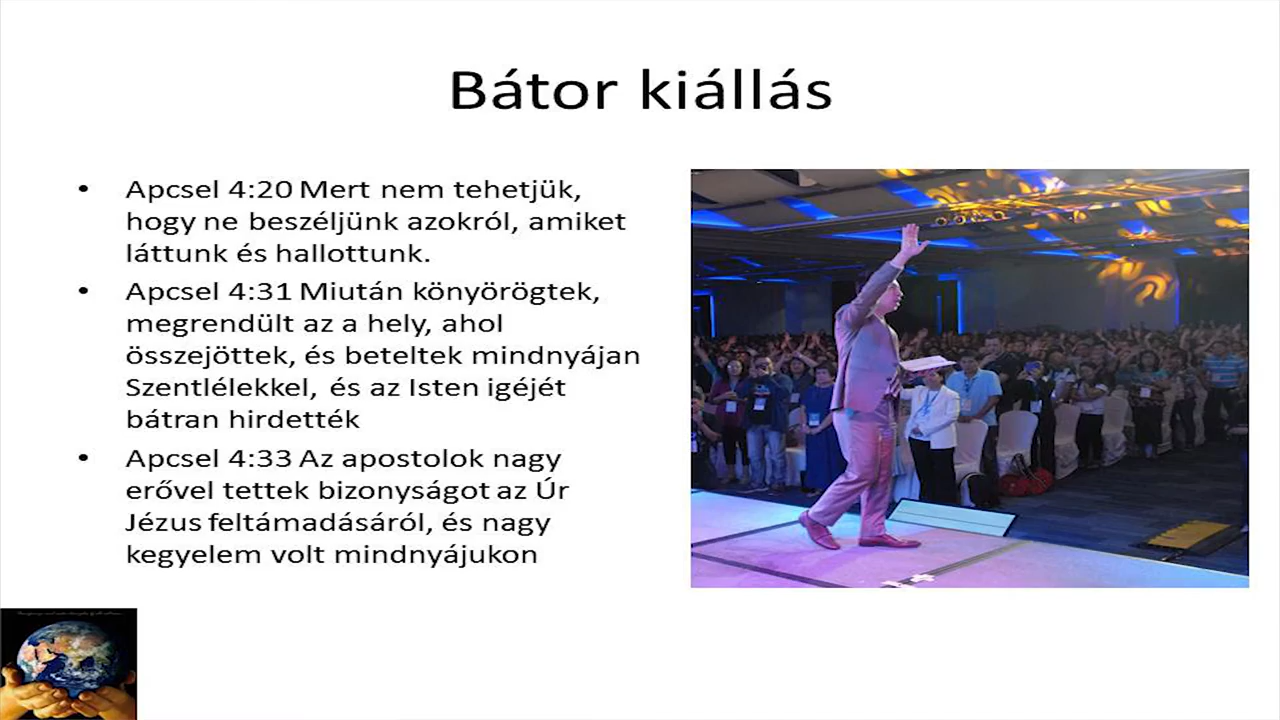 Bátor kiállás
• Apcsel 4:20 Mert nem tehetjük,
hogy ne beszéljünk azokról, amiket
láttunk és hallottunk.
• Apcsel 4:31 Miután könyörögtek,
megrendült az a hely, ahol
összejöttek, és beteltek mindnyájan
Szentlélekkel, és az Isten igéjét
bátran hirdették
• Apcsel 4:33 Az apostolok nagy
erővel tettek bizonyságot az Úr
Jézus feltámadásáról, és nagy
kegyelem volt mindnyájukon